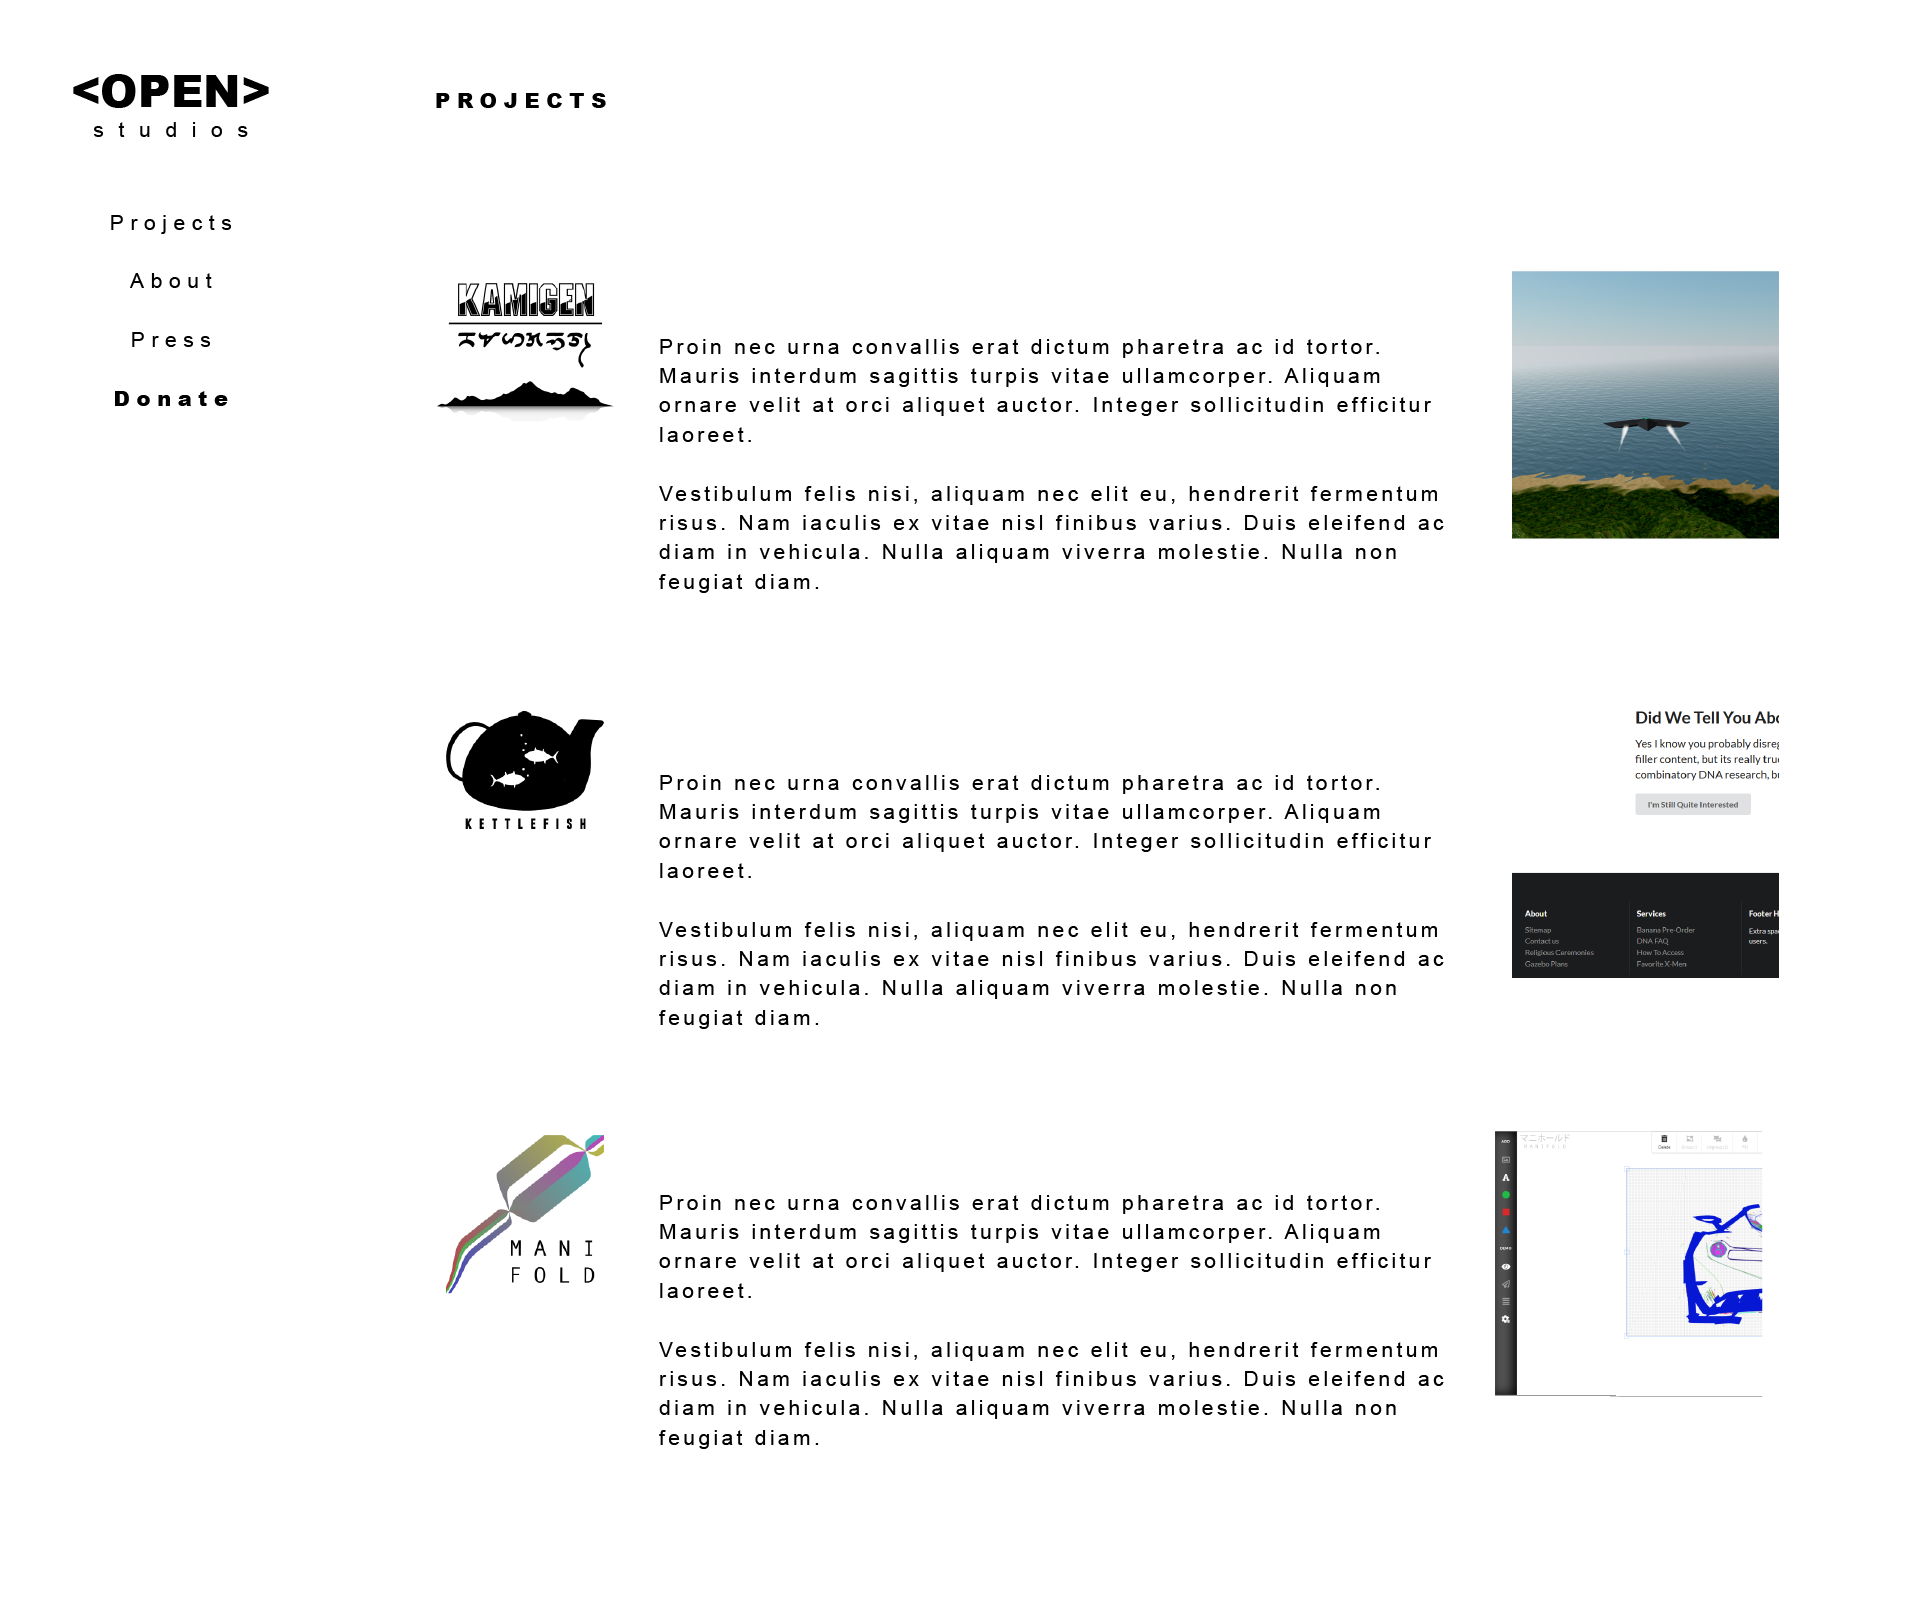 <OPEN>
studios
PROJECTS
Projects
About
Press
Donate
KAMIGEN
Proin nec urna convallis erat dictum pharetra ac id tortor.
Mauris interdum sagittis turpis vitae ullamcorper. Aliquam
ornare velit at orci aliquet auctor. Integer sollicitudin efficitur
laoreet.
Vestibulum felis nisi, aliquam nec elit eu, hendrerit fermentum
risus. Nam iaculis ex vitae nisl finibus varius. Duis eleifend ac
diam in vehicula. Nulla aliquam viverra molestie. Nulla non
feugiat diam.
KETTLEFISH
Proin nec urna convallis erat dictum pharetra ac id tortor.
Mauris interdum sagittis turpis vitae ullamcorper. Aliquam
ornare velit at orci aliquet auctor. Integer sollicitudin efficitur
laoreet.
Vestibulum felis nisi, aliquam nec elit eu, hendrerit fermentum
risus. Nam iaculis ex vitae nisl finibus varius. Duis eleifend ac
diam in vehicula. Nulla aliquam viverra molestie. Nulla non
feugiat diam.
Did We Tell You Abo
Yes I know you probably disreg
filler content, but its really tru
combinatory DNA research, bu
I'm Still Quite Interested
About
Sitemap
Contact us
Religious Ceremonies
Gazebo Plans
Services
Banana Pre-Order
DNA FAQ
How To Access
Favorite X-Men
Footer H
Extra spa
users.
MANI
FOLD
Proin nec urna convallis erat dictum pharetra ac id tortor.
Mauris interdum sagittis turpis vitae ullamcorper. Aliquam
ornare velit at orci aliquet auctor. Integer sollicitudin efficitur
laoreet.
Vestibulum felis nisi, aliquam nec elit eu, hendrerit fermentum
risus. Nam iaculis ex vitae nisl finibus varius. Duis eleifend ac
diam in vehicula. Nulla aliquam viverra molestie. Nulla non
feugiat diam.
ADD
マニホールド
MANIFOLD
Delete
DEMO